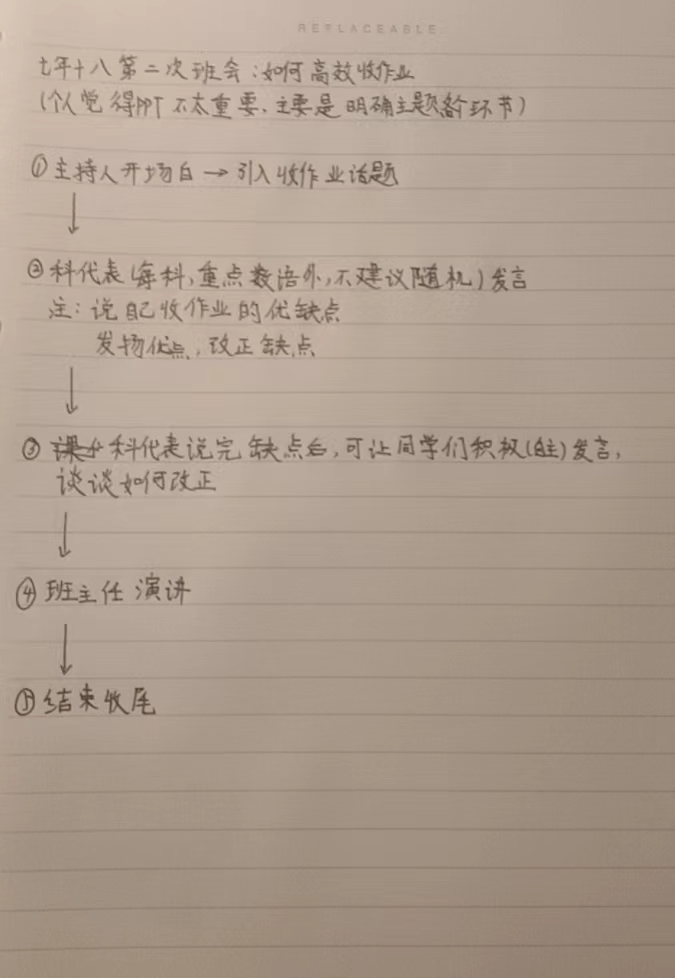 REPLACEABLE
七年十八第二次班会：如何高效收作业
（个人觉得PPT不太重要，主要是明确主题各环节）
①主持人开场白→引入收作业话题
↓
②科代表（每科，重点数语外，不建议随机）发言
注：说自己收作业的优缺点
发扬优点，改正缺点
↓
③科代表说完缺点后，可让同学们积极（自主）发言，
谈谈如何改正
↓
④班主任演讲
↓
⑤结束收尾